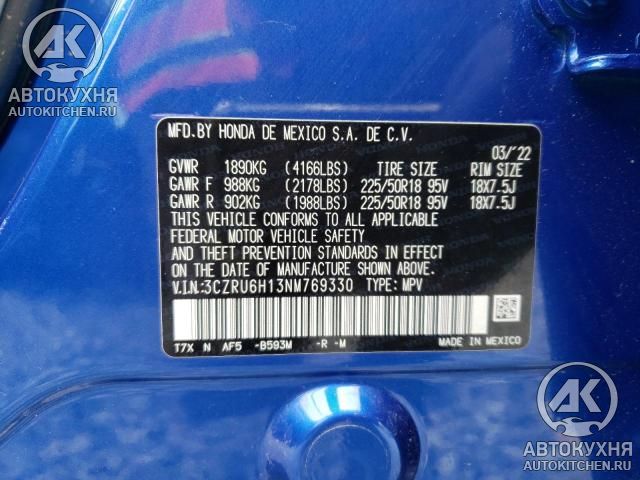 АК
АВТОКУХНЯ
AUTOKITCHEN.RU
MFD.BY HONDA DE MEXICO S.A. DE C.V.
03/'22
GVWR 1890KG (4166LBS) TIRE SIZE RIM SIZE
GAWR F 988KG (2178LBS) 225/50R18 95V 18X7.5J
GAWR R 902KG (1988LBS) 225/50R18 95V 18X7.5J
THIS VEHICLE CONFORMS TO ALL APPLICABLE
FEDERAL MOTOR VEHICLE SAFETY
AND THEFT PREVENTION STANDARDS IN EFFECT
ON THE DATE OF MANUFACTURE SHOWN ABOVE.
V.I.N:3CZRU6H13NM769330 TYPE: MPV
T7X N AF5 -B593M -R -M MADE IN MEXICO
АК
АВТОКУХНЯ
AUTOKITCHEN.RU